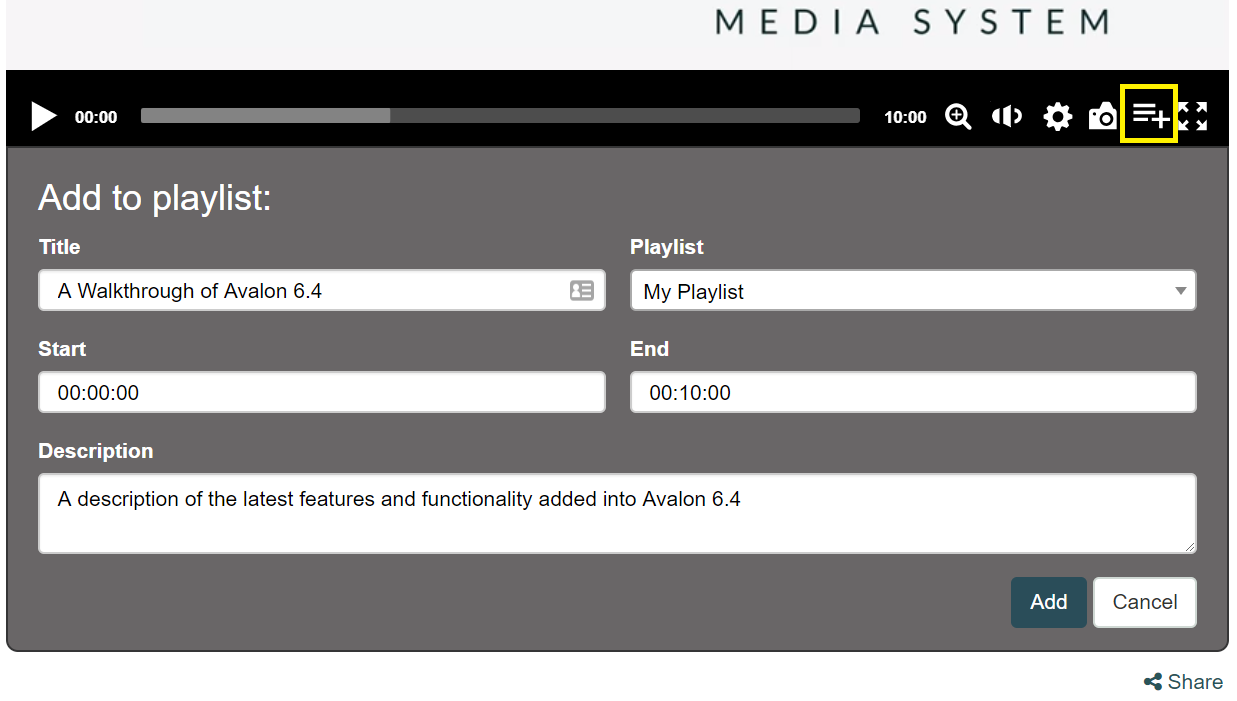 MEDIA SYSTEM
00:00 10:00
Add to playlist:
Title Playlist
A Walkthrough of Avalon 6.4 My Playlist
Start End
00:00:00 00:10:00
Description
A description of the latest features and functionality added into Avalon 6.4
Add Cancel
Share